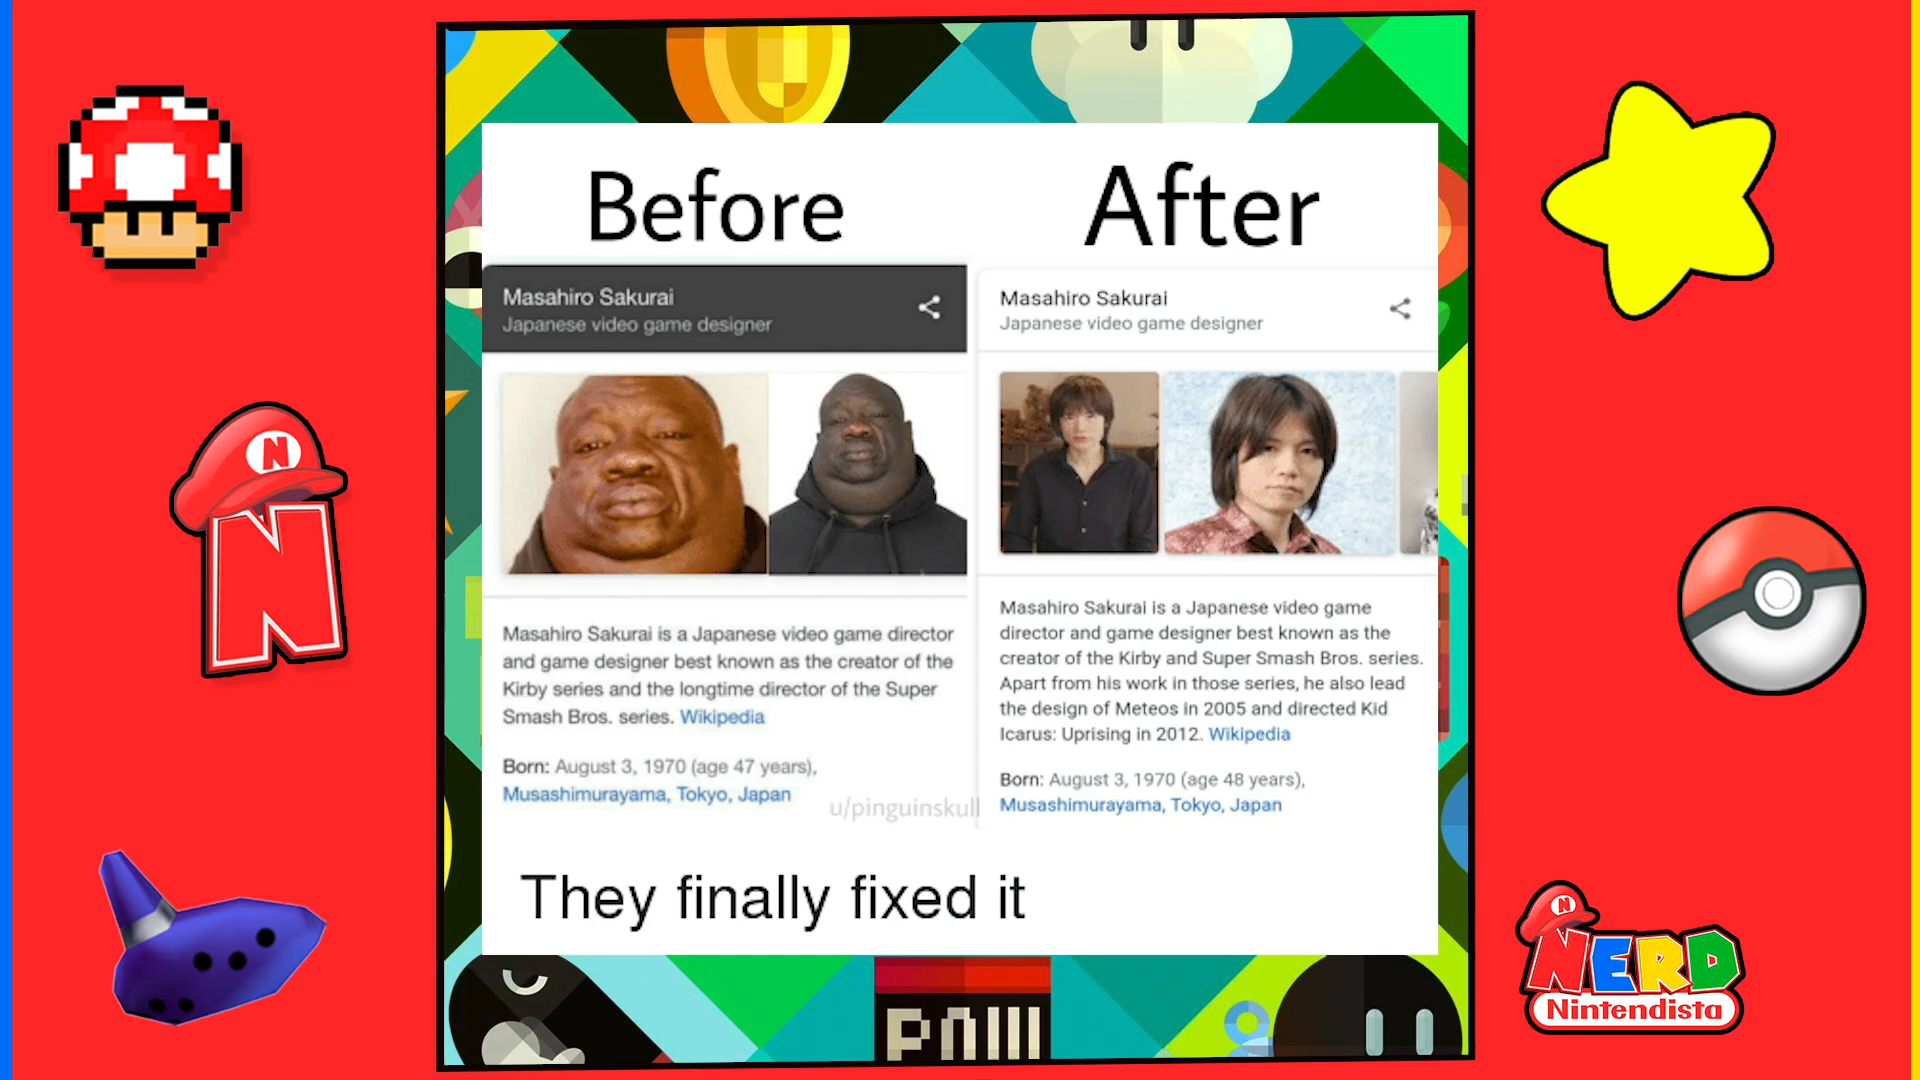 Before
After
Masahiro Sakurai
Japanese video game designer
Masahiro Sakurai is a Japanese video game director
and game designer best known as the creator of the
Kirby series and the longtime director of the Super
Smash Bros. series. Wikipedia
Born: August 3, 1970 (age 47 years),
Musashimurayama, Tokyo, Japan
u/pinguinskull
Masahiro Sakurai
Japanese video game designer
Masahiro Sakurai is a Japanese video game
director and game designer best known as the
creator of the Kirby and Super Smash Bros. series.
Apart from his work in those series, he also lead
the design of Meteos in 2005 and directed Kid
Icarus: Uprising in 2012. Wikipedia
Born: August 3, 1970 (age 48 years),
Musashimurayama, Tokyo, Japan
They finally fixed it
N
N
N
NERD
Nintendista